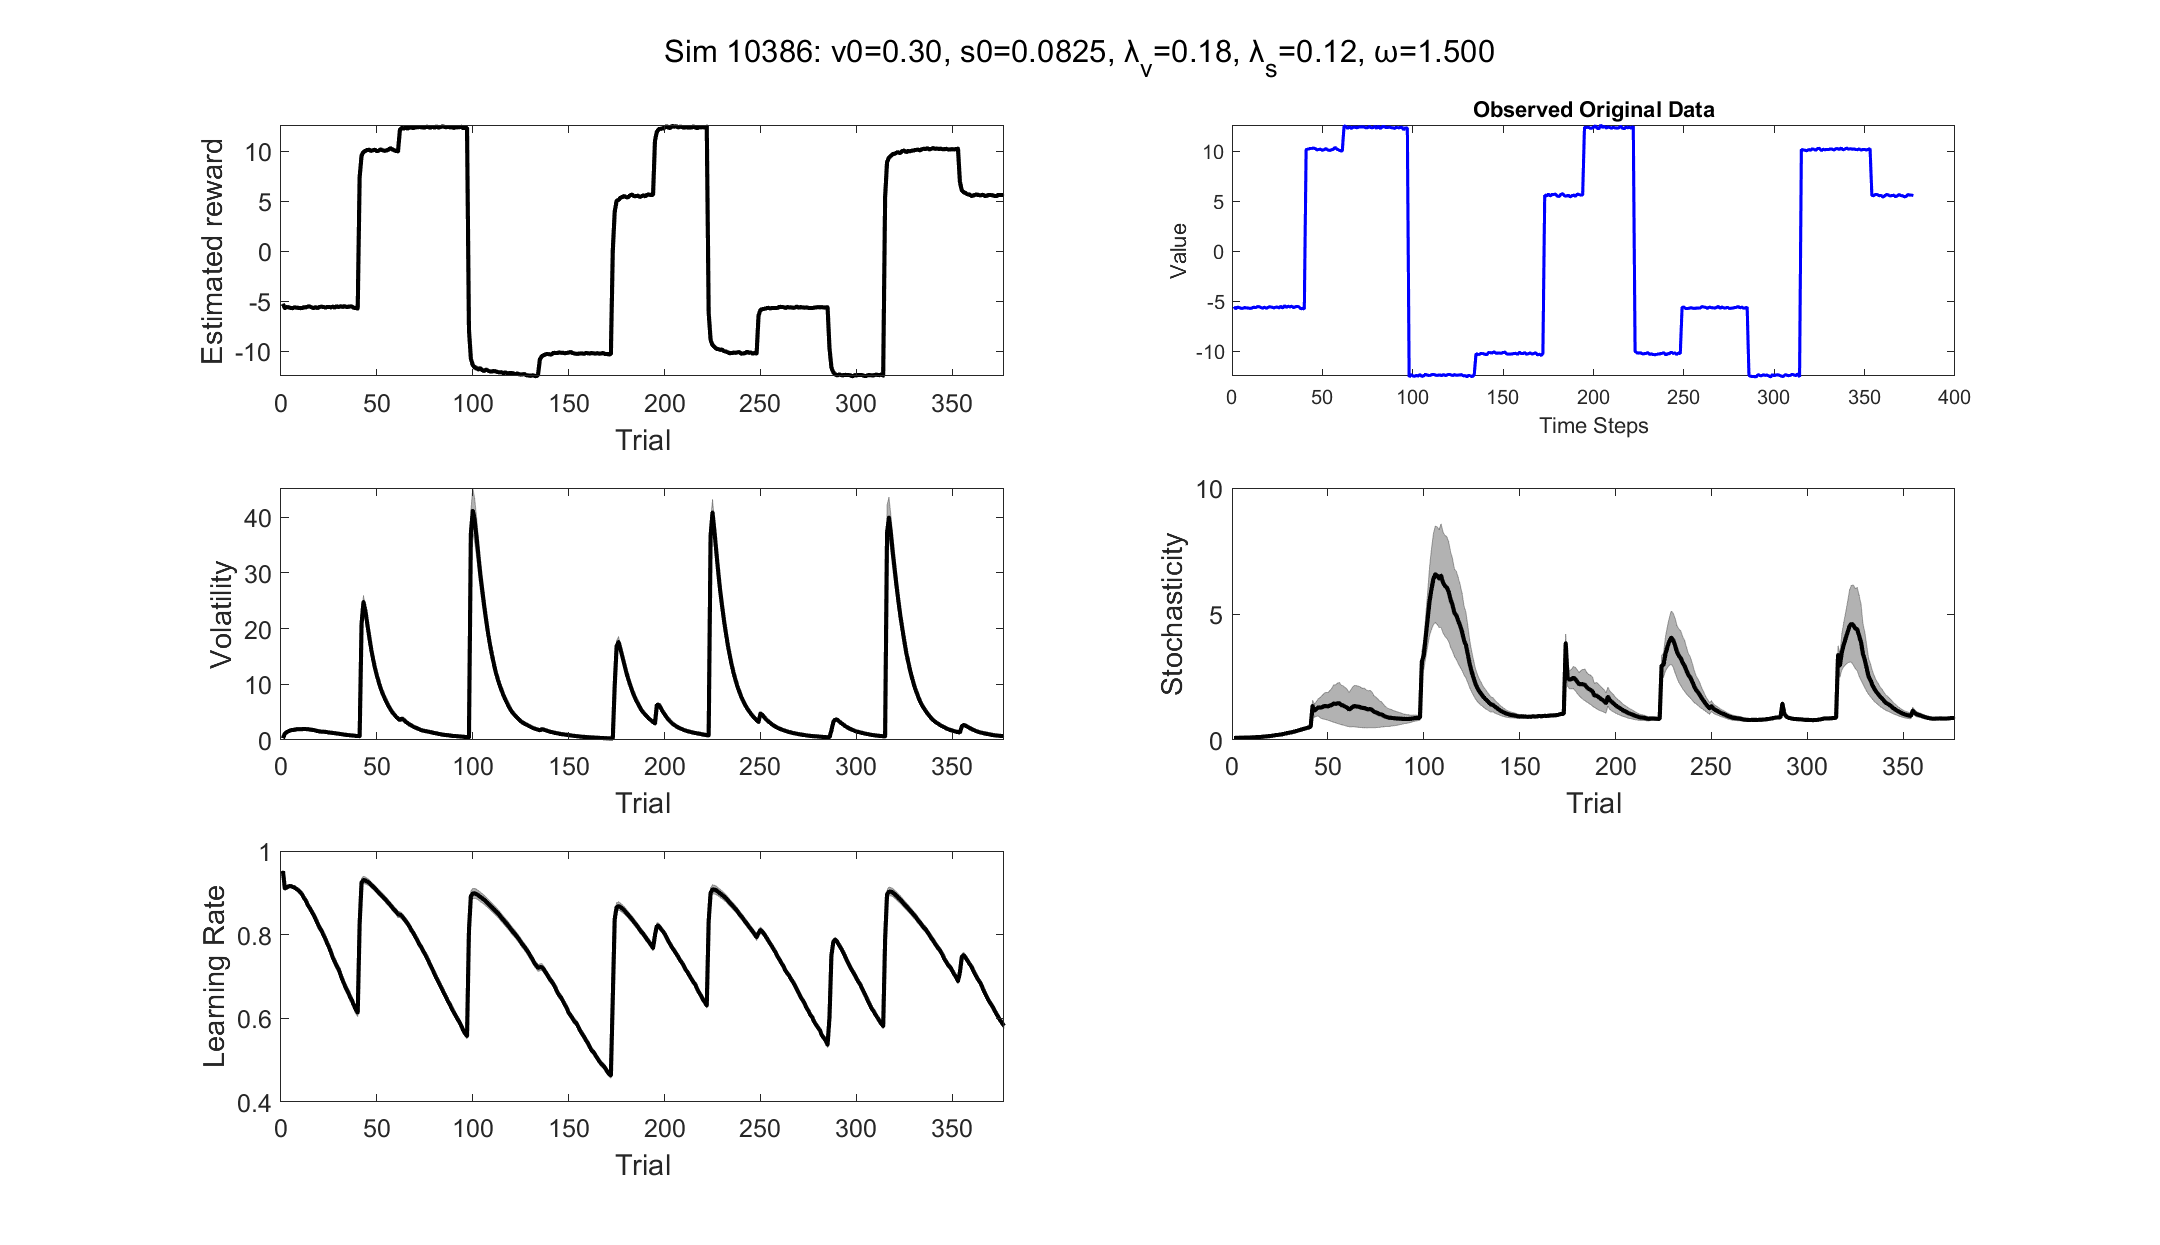 Sim 10386: v0=0.30, s0=0.0825, λ_v=0.18, λ_s=0.12, ω=1.500
Estimated reward
10
5
0
-5
-10
0 50 100 150 200 250 300 350
Trial
Observed Original Data
Value
10
5
0
-5
-10
0 50 100 150 200 250 300 350 400
Time Steps
Volatility
40
30
20
10
0
0 50 100 150 200 250 300 350
Trial
Stochasticity
10
5
0
0 50 100 150 200 250 300 350
Trial
Learning Rate
1
0.8
0.6
0.4
0 50 100 150 200 250 300 350
Trial